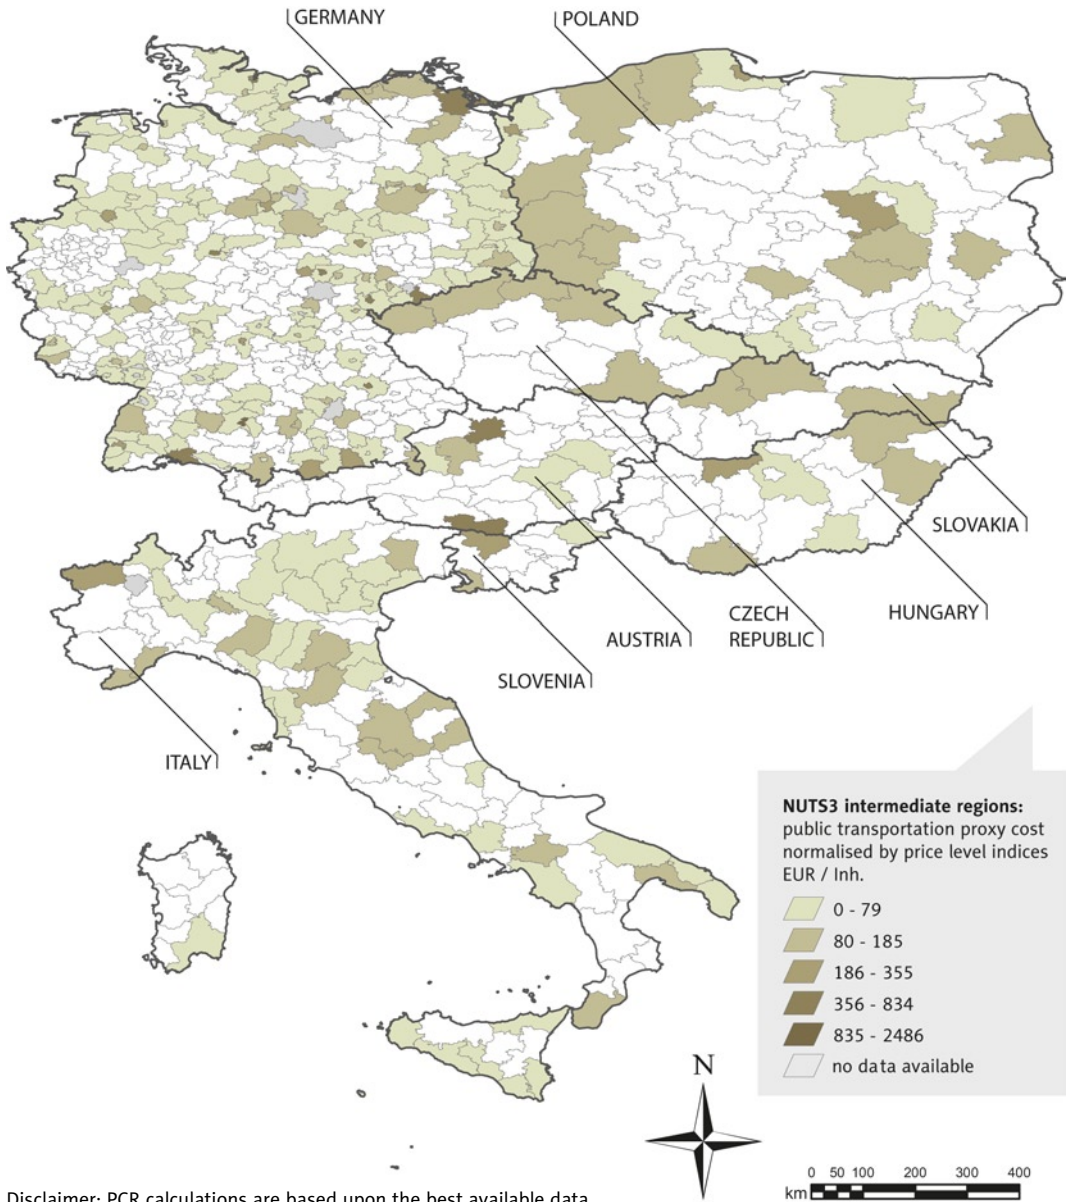 GERMANY
POLAND
SLOVAKIA
HUNGARY
CZECH
REPUBLIC
AUSTRIA
SLOVENIA
ITALY
NUTS3 intermediate regions:
public transportation proxy cost
normalised by price level indices
EUR / Inh.
0 - 79
80 - 185
186 - 355
356 - 834
835 - 2486
no data available
N
0 50 100 200 300 400
km
Disclaimer: PCR calculations are based upon the best available data